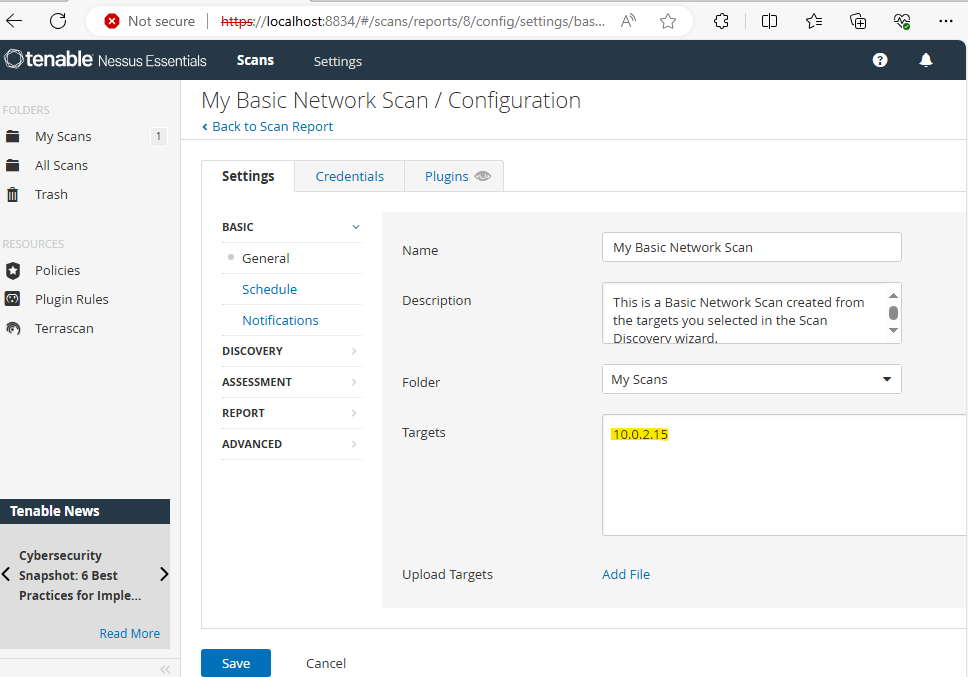 Not secure https://localhost:8834/#/scans/reports/8/config/settings/bas...
tenable Nessus Essentials Scans Settings
FOLDERS
My Scans 1
All Scans
Trash
RESOURCES
Policies
Plugin Rules
Terrascan
Tenable News
Cybersecurity
Snapshot: 6 Best
Practices for Imple...
Read More
My Basic Network Scan / Configuration
Back to Scan Report
Settings Credentials Plugins
BASIC
General
Schedule
Notifications
DISCOVERY
ASSESSMENT
REPORT
ADVANCED
Name My Basic Network Scan
Description This is a Basic Network Scan created from
the targets you selected in the Scan
Discovery wizard.
Folder My Scans
Targets 10.0.2.15
Upload Targets Add File
Save Cancel